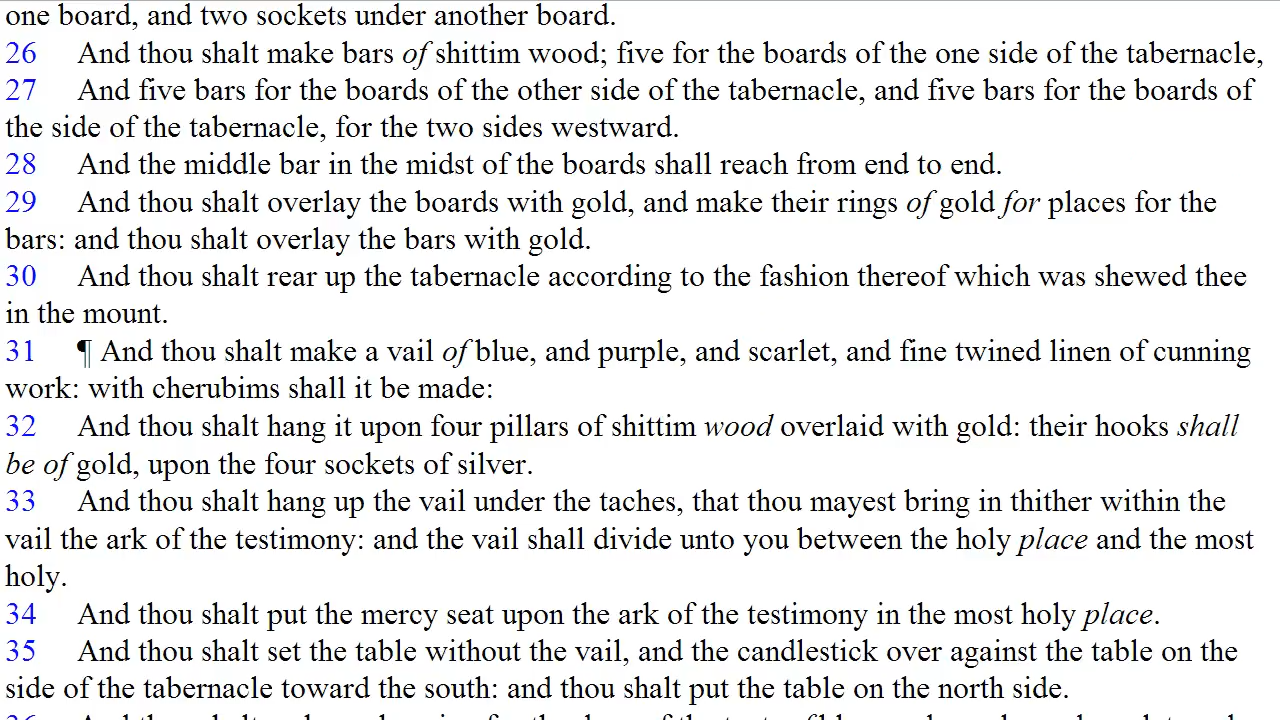 one board, and two sockets under another board.
26 And thou shalt make bars of shittim wood; five for the boards of the one side of the tabernacle,
27 And five bars for the boards of the other side of the tabernacle, and five bars for the boards of
the side of the tabernacle, for the two sides westward.
28 And the middle bar in the midst of the boards shall reach from end to end.
29 And thou shalt overlay the boards with gold, and make their rings of gold for places for the
bars: and thou shalt overlay the bars with gold.
30 And thou shalt rear up the tabernacle according to the fashion thereof which was shewed thee
in the mount.
31 ¶ And thou shalt make a vail of blue, and purple, and scarlet, and fine twined linen of cunning
work: with cherubims shall it be made:
32 And thou shalt hang it upon four pillars of shittim wood overlaid with gold: their hooks shall
be of gold, upon the four sockets of silver.
33 And thou shalt hang up the vail under the taches, that thou mayest bring in thither within the
vail the ark of the testimony: and the vail shall divide unto you between the holy place and the most
holy.
34 And thou shalt put the mercy seat upon the ark of the testimony in the most holy place.
35 And thou shalt set the table without the vail, and the candlestick over against the table on the
side of the tabernacle toward the south: and thou shalt put the table on the north side.